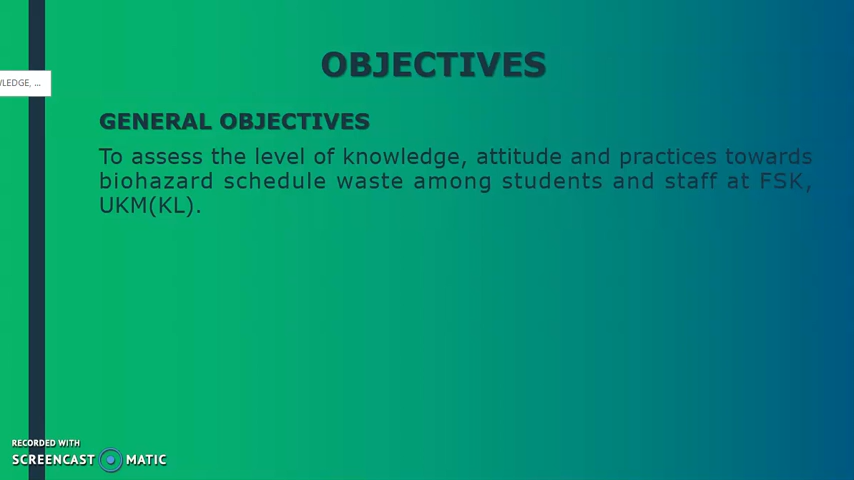 OBJECTIVES
WLEDGE, ...
GENERAL OBJECTIVES
To assess the level of knowledge, attitude and practices towards
biohazard schedule waste among students and staff at FSK,
UKM(KL).
RECORDED WITH
SCREENCAST MATIC